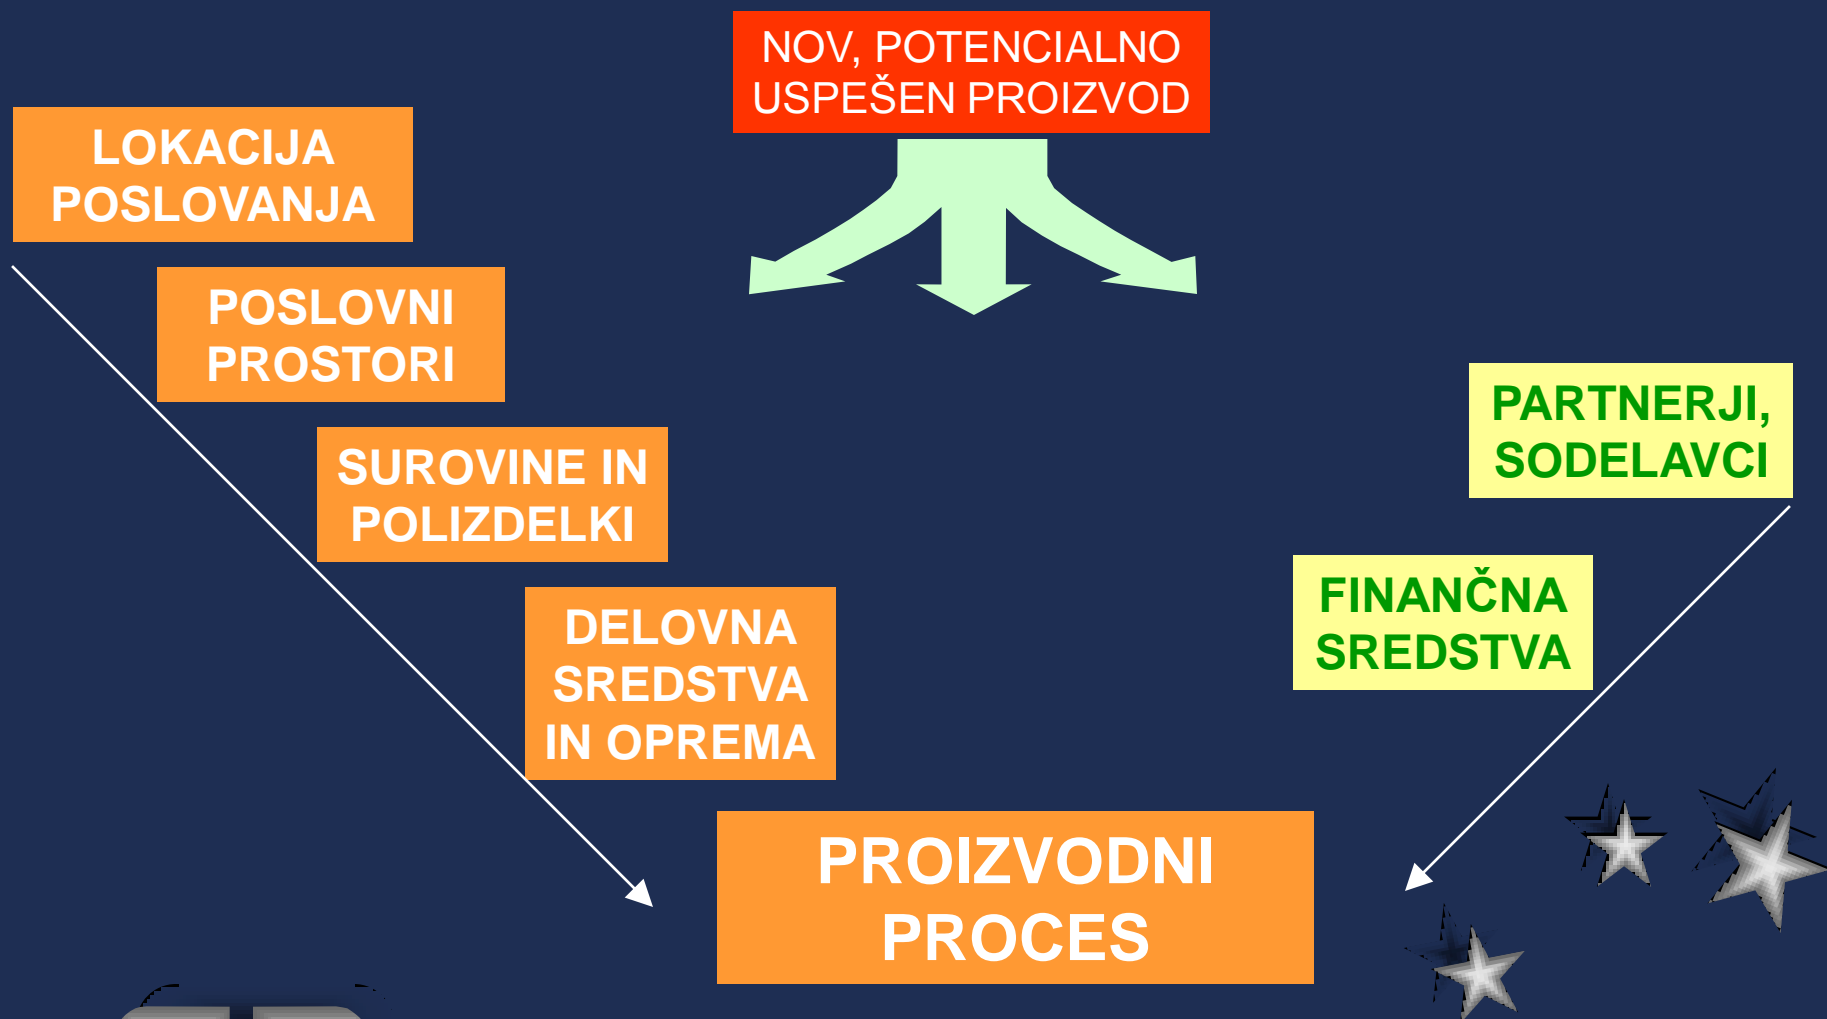 NOV, POTENCIALNO
USPEŠEN PROIZVOD
LOKACIJA
POSLOVANJA
POSLOVNI
PROSTORI
SUROVINE IN
POLIZDELKI
DELOVNA
SREDSTVA
IN OPREMA
PARTNERJI,
SODELAVCI
FINANČNA
SREDSTVA
PROIZVODNI
PROCES